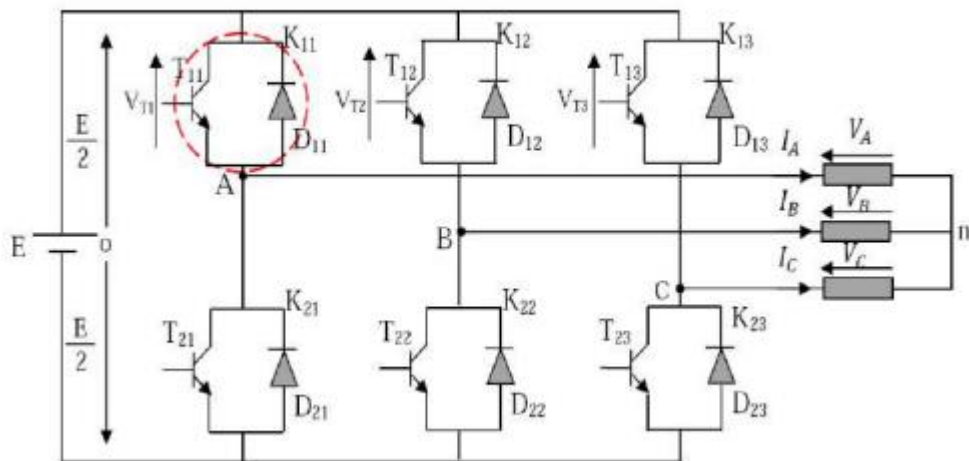 K11
K12
K13
T11
T12
T13
VT1
VT2
VT3
E/2
D11
D12
D13
IA
VA
A
IB
VB
E
o
B
n
IC
VC
C
K21
K22
K23
E/2
T21
T22
T23
D21
D22
D23